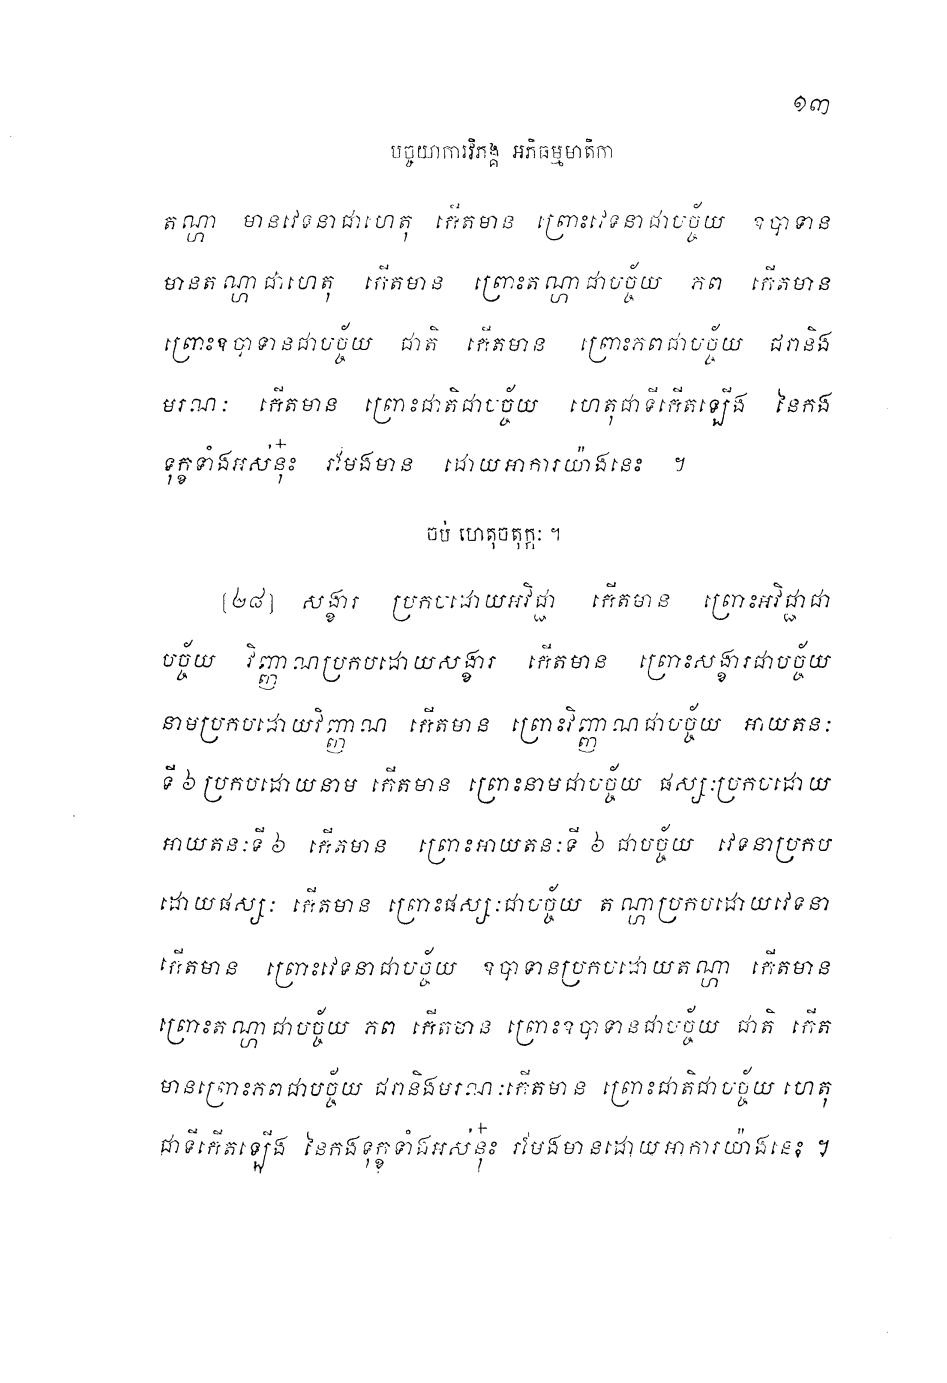 ១៣
បច្ចយាការវិភង្គ អភិធម្មមាតិកា
តណ្ហា មានវេទនាជាហេតុ កើតមាន ព្រោះវេទនាជាបច្ច័យ ឧបាទាន
មានតណ្ហាជាហេតុ កើតមាន ព្រោះតណ្ហាជាបច្ច័យ ភព កើតមាន
ព្រោះឧបាទានជាបច្ច័យ ជាតិ កើតមាន ព្រោះភពជាបច្ច័យ ជរានិង
មរណៈ កើតមាន ព្រោះជាតិជាបច្ច័យ ហេតុជាទីកើតឡើង នៃកង
ទុក្ខទាំងអស់នុ៎ះ រមែងមាន ដោយអាការយ៉ាងនេះ ។
ចប់ ហេតុចតុក្កៈ ។
[២៨] សង្ខារ ប្រកបដោយអវិជ្ជា កើតមាន ព្រោះអវិជ្ជាជា
បច្ច័យ វិញ្ញាណប្រកបដោយសង្ខារ កើតមាន ព្រោះសង្ខារជាបច្ច័យ
នាមប្រកបដោយវិញ្ញាណ កើតមាន ព្រោះវិញ្ញាណជាបច្ច័យ អាយតនៈ
ទី ៦ ប្រកបដោយនាម កើតមាន ព្រោះនាមជាបច្ច័យ ផស្សៈប្រកបដោយ
អាយតនៈទី ៦ កើតមាន ព្រោះអាយតនៈទី ៦ ជាបច្ច័យ វេទនាប្រកប
ដោយផស្សៈ កើតមាន ព្រោះផស្សៈជាបច្ច័យ តណ្ហាប្រកបដោយវេទនា
កើតមាន ព្រោះវេទនាជាបច្ច័យ ឧបាទានប្រកបដោយតណ្ហា កើតមាន
ព្រោះតណ្ហាជាបច្ច័យ ភព កើតមាន ព្រោះឧបាទានជាបច្ច័យ ជាតិ កើត
មានព្រោះភពជាបច្ច័យ ជរានិងមរណៈកើតមាន ព្រោះជាតិជាបច្ច័យ ហេតុ
ជាទីកើតឡើង នៃកងទុក្ខទាំងអស់នុ៎ះ រមែងមានដោយអាការយ៉ាងនេះ ។